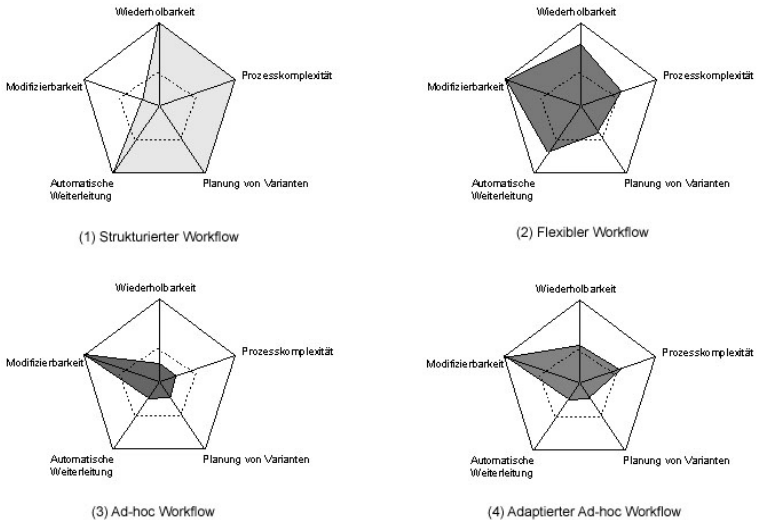 Wiederholbarkeit
Prozesskomplexität
Modifizierbarkeit
Automatische
Weiterleitung
Planung von Varianten
(1) Strukturierter Workflow
Wiederholbarkeit
Prozesskomplexität
Modifizierbarkeit
Automatische
Weiterleitung
Planung von Varianten
(2) Flexibler Workflow
Wiederholbarkeit
Prozesskomplexität
Modifizierbarkeit
Automatische
Weiterleitung
Planung von Varianten
(3) Ad-hoc Workflow
Wiederholbarkeit
Prozesskomplexität
Modifizierbarkeit
Automatische
Weiterleitung
Planung von Varianten
(4) Adaptierter Ad-hoc Workflow